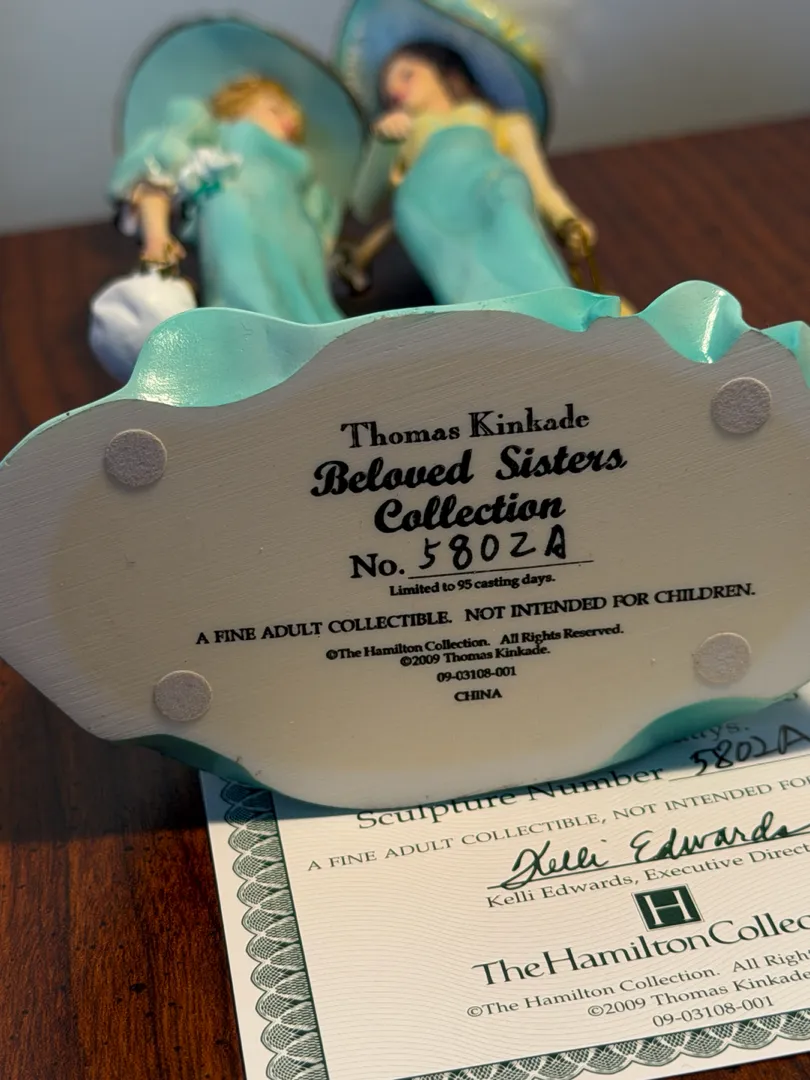 Thomas Kinkade
Beloved Sisters
Collection
No. 5802A
Limited to 95 casting days.
A FINE ADULT COLLECTIBLE. NOT INTENDED FOR CHILDREN.
©The Hamilton Collection. All Rights Reserved.
©2009 Thomas Kinkade.
09-03108-001
CHINA
days.
Sculpture Number 5802A
A FINE ADULT COLLECTIBLE, NOT INTENDED FO
Kelli Edwards
Kelli Edwards, Executive Direct
H
The Hamilton Collec
©The Hamilton Collection. All Righ
©2009 Thomas Kinkade
09-03108-001